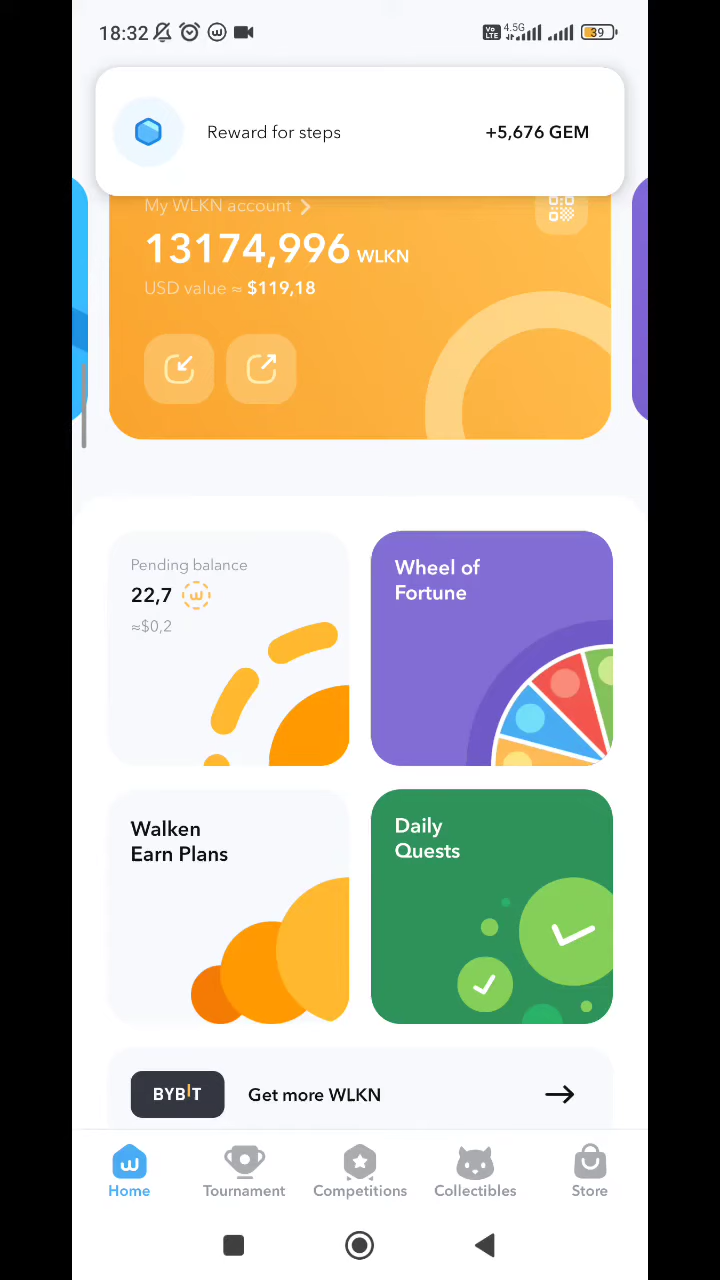 18:32
Vo LTE 4.5G 39
Reward for steps +5,676 GEM
My WLKN account
13174,996 WLKN
USD value ≈ $119,18
Pending balance
22,7
≈$0,2
Wheel of
Fortune
Walken
Earn Plans
Daily
Quests
BYBIT Get more WLKN
Home Tournament Competitions Collectibles Store